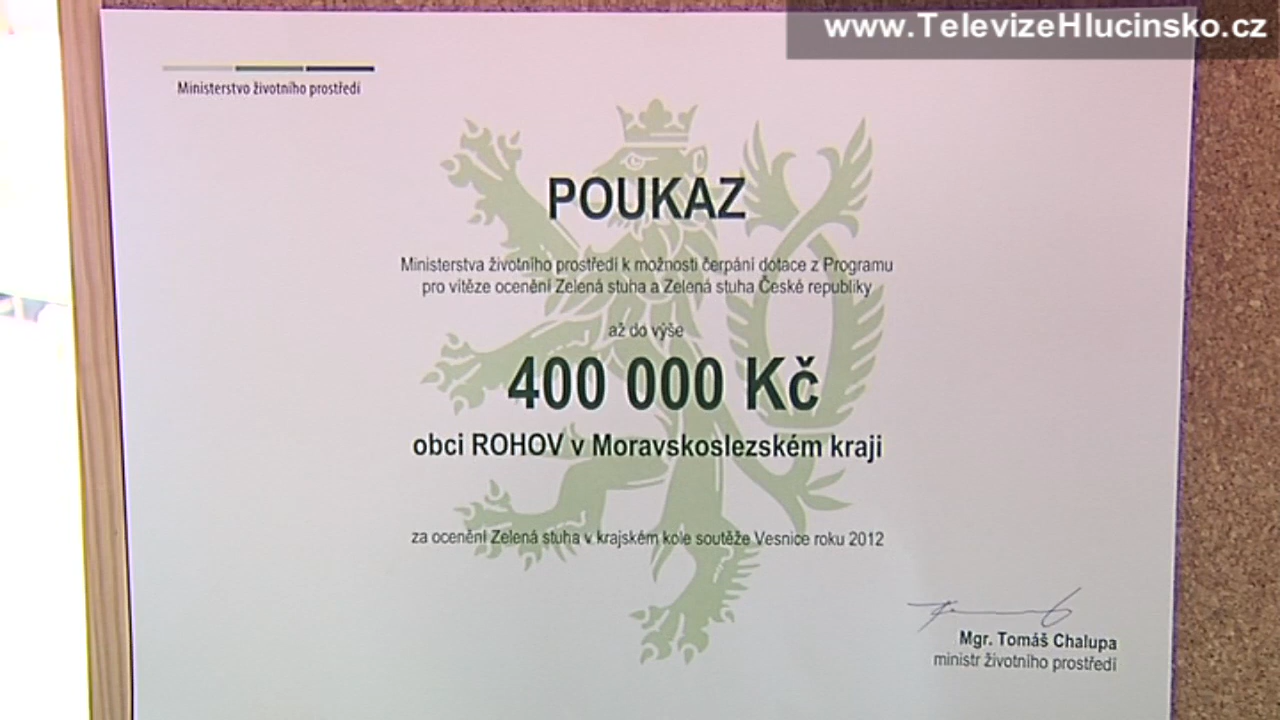 www.TelevizeHlucinsko.cz
Ministerstvo životního prostředí
POUKAZ
Ministerstva životního prostředí k možnosti čerpání dotace z Programu
pro vítěze ocenění Zelená stuha a Zelená stuha České republiky
až do výše
400 000 Kč
obci ROHOV v Moravskoslezském kraji
za ocenění Zelená stuha v krajském kole soutěže Vesnice roku 2012
Mgr. Tomáš Chalupa
ministr životního prostředí